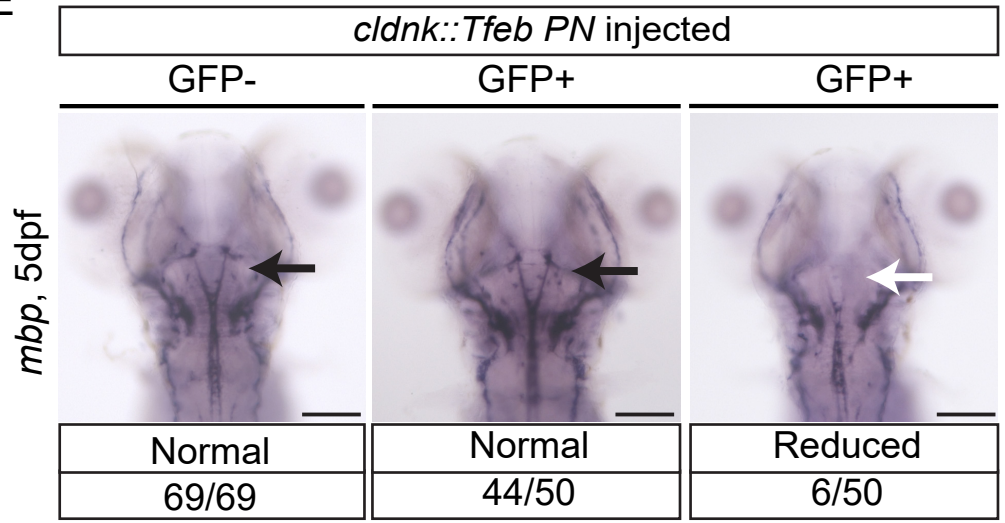 E
cldnk::Tfeb PN injected
GFP- GFP+ GFP+
mbp, 5dpf
Normal Normal Reduced
69/69 44/50 6/50